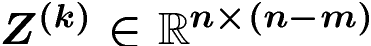 Z^{(k)} ∈ ℝ^{n×(n−m)}